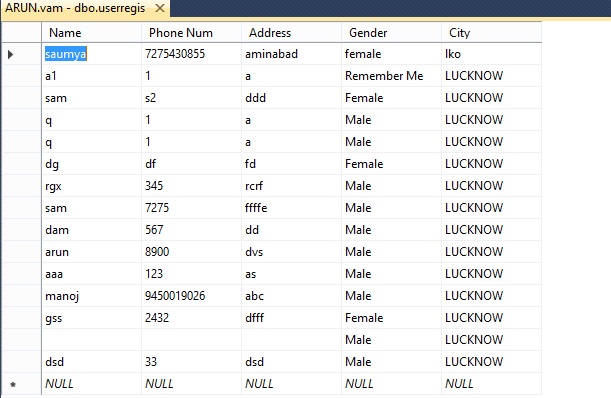 ARUN.vam - dbo.userregis
Name Phone Num Address Gender City
saumya 7275430855 aminabad female lko
a1 1 a Remember Me LUCKNOW
sam s2 ddd Female LUCKNOW
q 1 a Male LUCKNOW
q 1 a Male LUCKNOW
dg df fd Female LUCKNOW
rgx 345 rcrf Male LUCKNOW
sam 7275 ffffe Male LUCKNOW
dam 567 dd Male LUCKNOW
arun 8900 dvs Male LUCKNOW
aaa 123 as Male LUCKNOW
manoj 9450019026 abc Male LUCKNOW
gss 2432 dfff Female LUCKNOW
Male LUCKNOW
dsd 33 dsd Male LUCKNOW
NULL NULL NULL NULL NULL